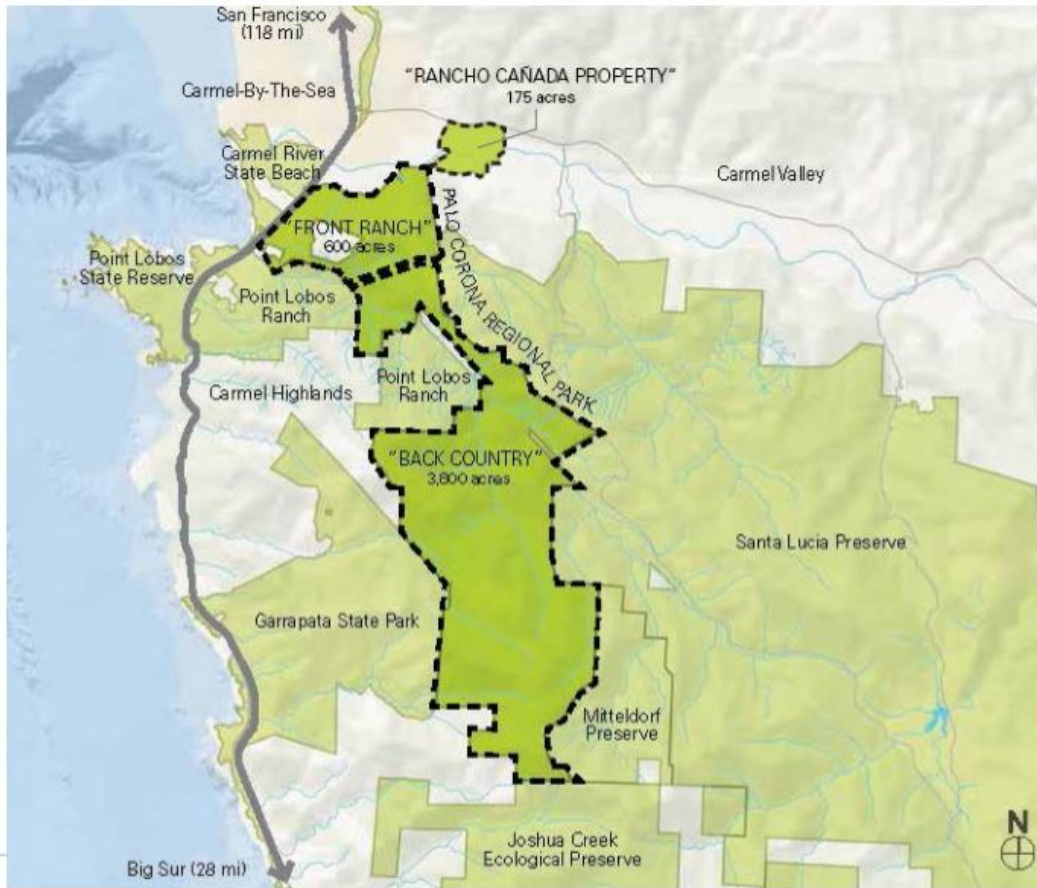 San Francisco
(118 mi)
"RANCHO CAÑADA PROPERTY"
175 acres
Carmel-By-The-Sea
Carmel River
State Beach
Carmel Valley
PALO CORONA REGIONAL PARK
"FRONT RANCH"
600 acres
Point Lobos
State Reserve
Point Lobos
Ranch
Carmel Highlands
Point Lobos
Ranch
"BACK COUNTRY"
3,800 acres
Santa Lucia Preserve
Garrapata State Park
Mitteldorf
Preserve
Joshua Creek
Ecological Preserve
N
Big Sur (28 mi)